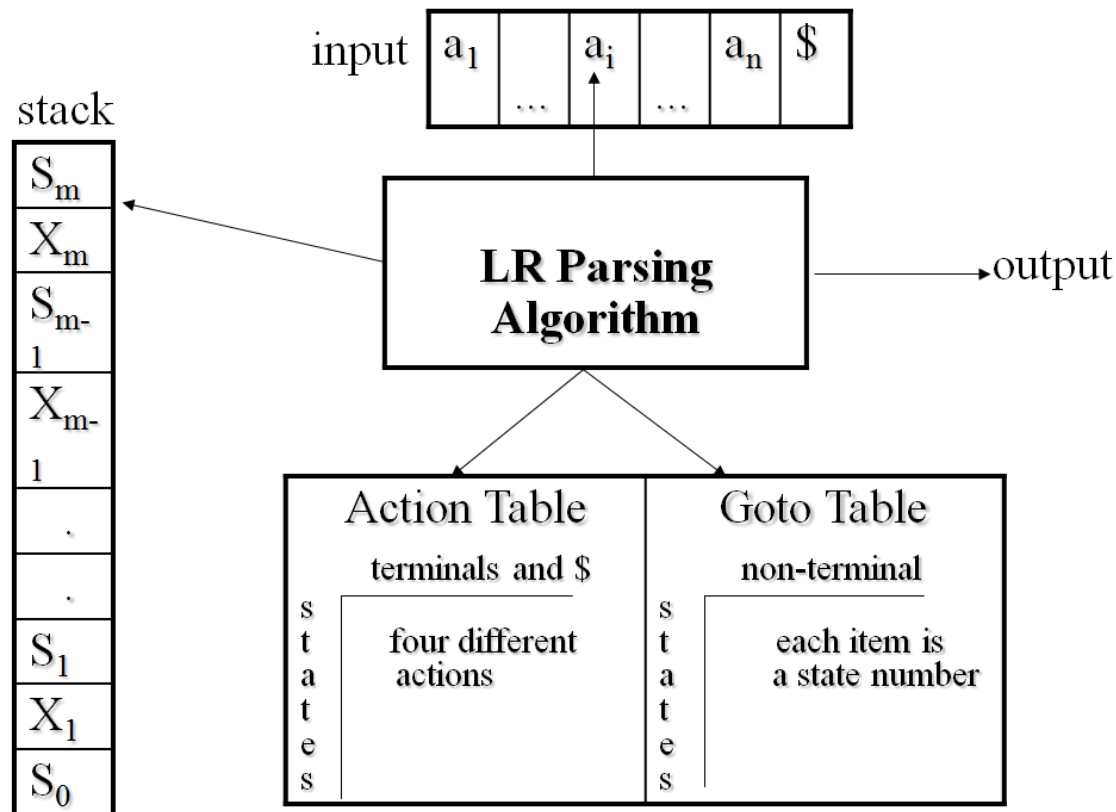 input
a1 ... ai ... an $
stack
Sm
Xm
Sm-
1
Xm-
1
.
.
S1
X1
S0
LR Parsing
Algorithm
output
Action Table
terminals and $
s
t
a
t
e
s
four different
actions
Goto Table
non-terminal
s
t
a
t
e
s
each item is
a state number